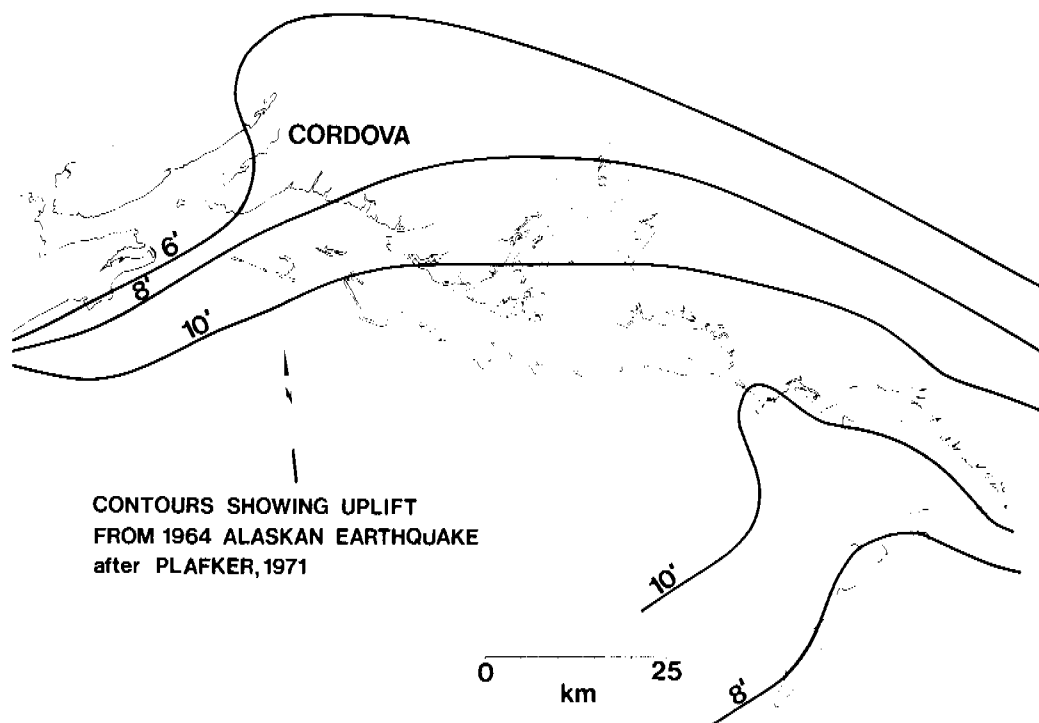 CORDOVA
6'
8'
10'
CONTOURS SHOWING UPLIFT
FROM 1964 ALASKAN EARTHQUAKE
after PLAFKER, 1971
10'
8'
0 25
km